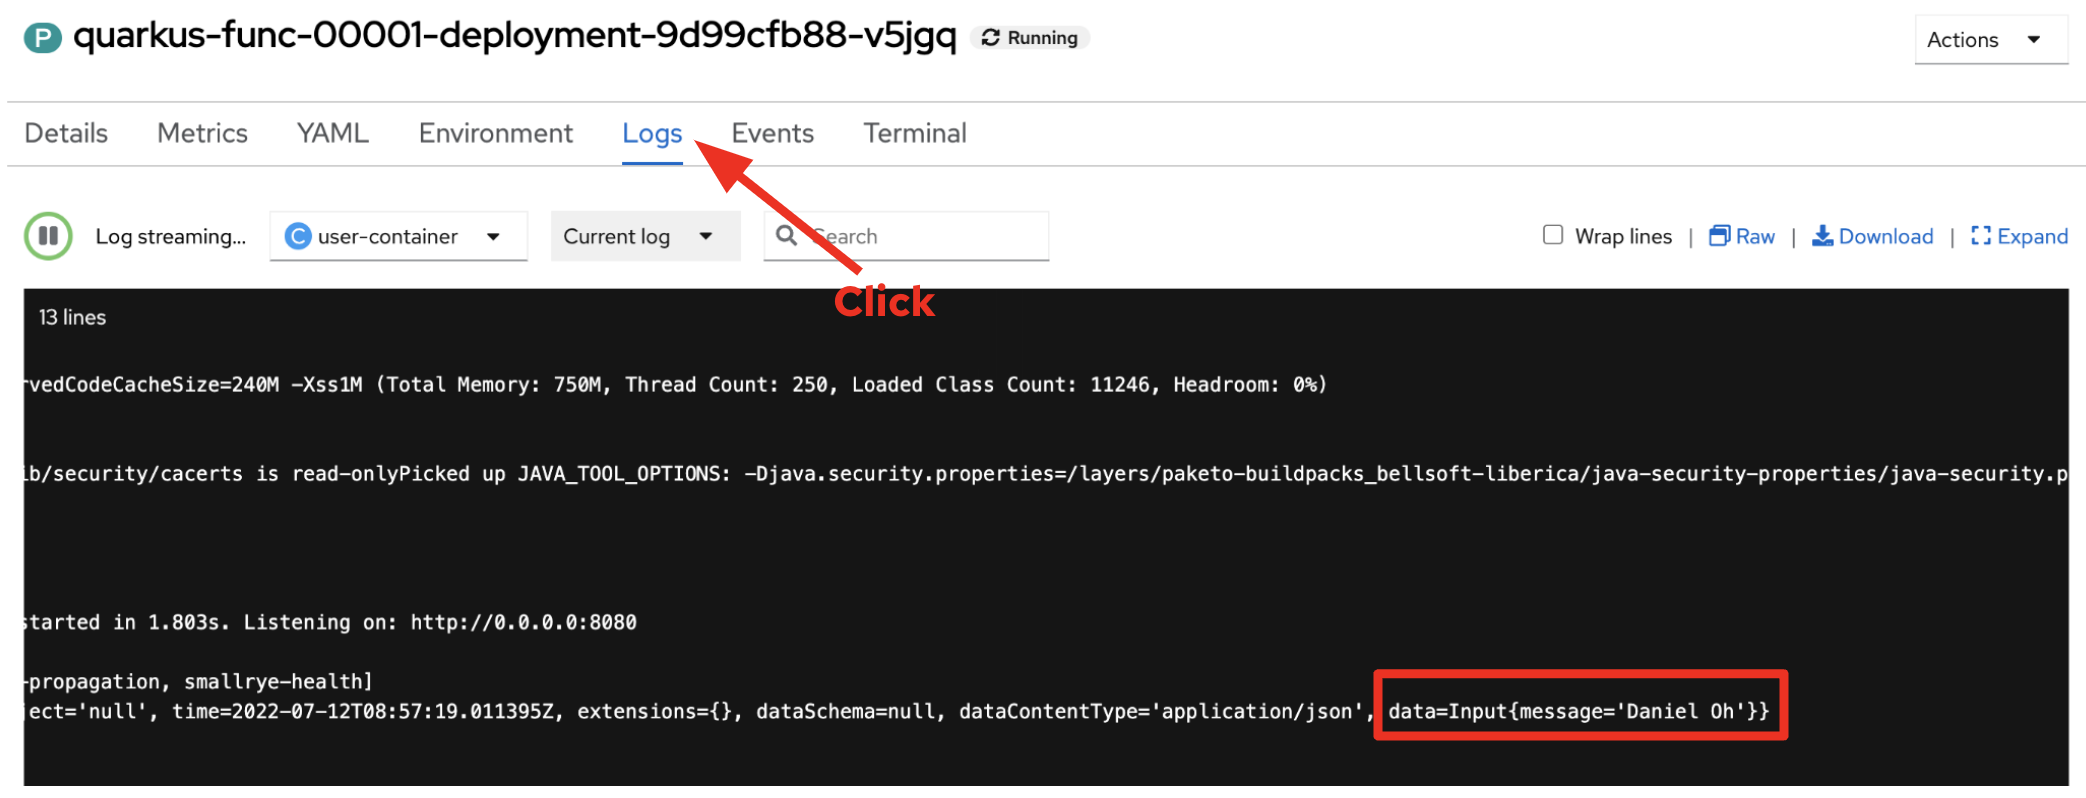 P quarkus-func-00001-deployment-9d99cfb88-v5jgq Running Actions
Details Metrics YAML Environment Logs Events Terminal
Log streaming... C user-container Current log Search Wrap lines | Raw | Download | Expand
Click
13 lines
rvedCodeCacheSize=240M -Xss1M (Total Memory: 750M, Thread Count: 250, Loaded Class Count: 11246, Headroom: 0%)
ib/security/cacerts is read-onlyPicked up JAVA_TOOL_OPTIONS: -Djava.security.properties=/layers/paketo-buildpacks_bellsoft-liberica/java-security-properties/java-security.p
started in 1.803s. Listening on: http://0.0.0.0:8080
-propagation, smallrye-health]
ject='null', time=2022-07-12T08:57:19.011395Z, extensions={}, dataSchema=null, dataContentType='application/json', data=Input{message='Daniel Oh'}}